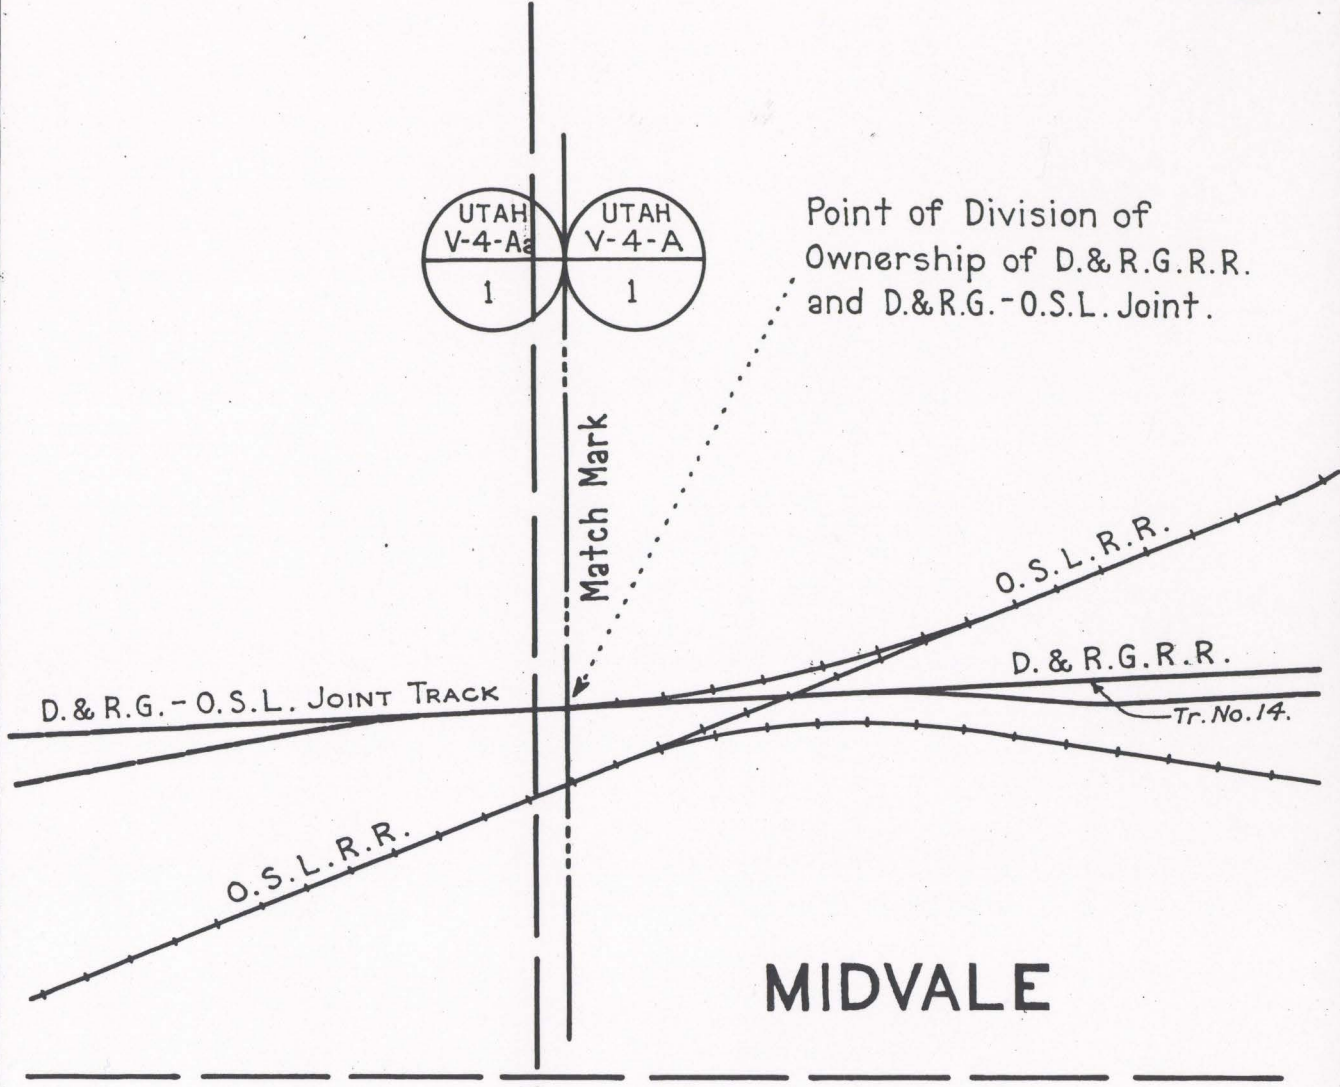 UTAH
V-4-Aa
1
UTAH
V-4-A
1
Point of Division of
Ownership of D.&R.G.R.R.
and D.&R.G.-O.S.L. Joint.
Match Mark
O.S.L.R.R.
D.&R.G.R.R.
D.&R.G.-O.S.L. JOINT TRACK
Tr. No. 14.
O.S.L.R.R.
MIDVALE